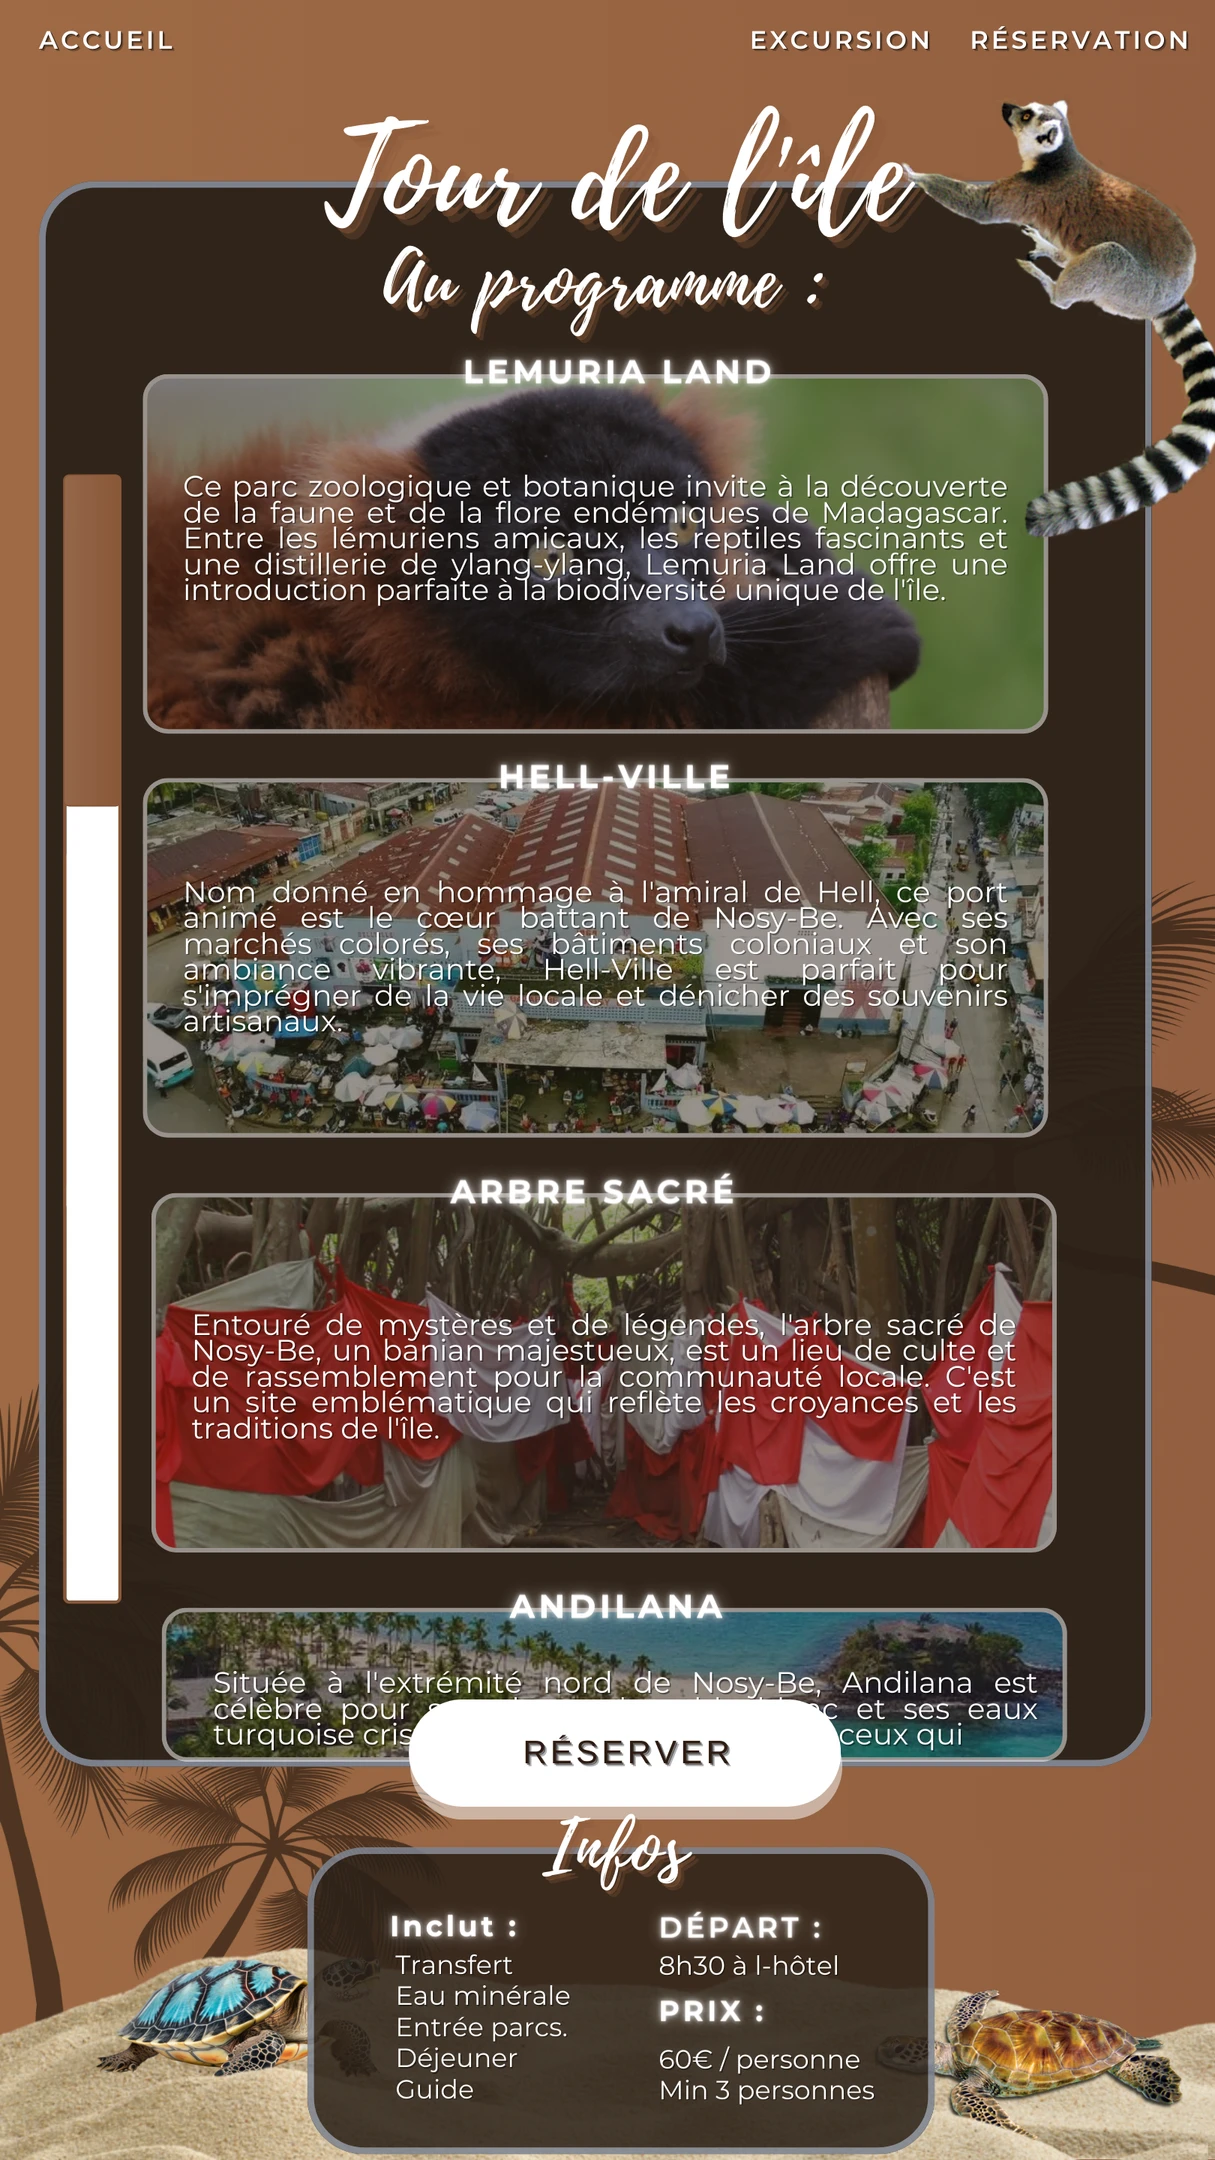 ACCUEIL
EXCURSION
RÉSERVATION
Tour de l'île
Au programme :
LEMURIA LAND
Ce parc zoologique et botanique invite à la découverte
de la faune et de la flore endémiques de Madagascar.
Entre les lémuriens amicaux, les reptiles fascinants et
une distillerie de ylang-ylang, Lemuria Land offre une
introduction parfaite à la biodiversité unique de l'île.
HELL-VILLE
Nom donné en hommage à l'amiral de Hell, ce port
animé est le cœur battant de Nosy-Be. Avec ses
marchés colorés, ses bâtiments coloniaux et son
ambiance vibrante, Hell-Ville est parfait pour
s'imprégner de la vie locale et dénicher des souvenirs
artisanaux.
ARBRE SACRÉ
Entouré de mystères et de légendes, l'arbre sacré de
Nosy-Be, un banian majestueux, est un lieu de culte et
de rassemblement pour la communauté locale. C'est
un site emblématique qui reflète les croyances et les
traditions de l'île.
ANDILANA
Située à l'extrémité nord de Nosy-Be, Andilana est
célèbre pour et ses eaux
turquoise ceux qui
RÉSERVER
Infos
Inclut :
Transfert
Eau minérale
Entrée parcs.
Déjeuner
Guide
DÉPART :
8h30 à l-hôtel
PRIX :
60€ / personne
Min 3 personnes